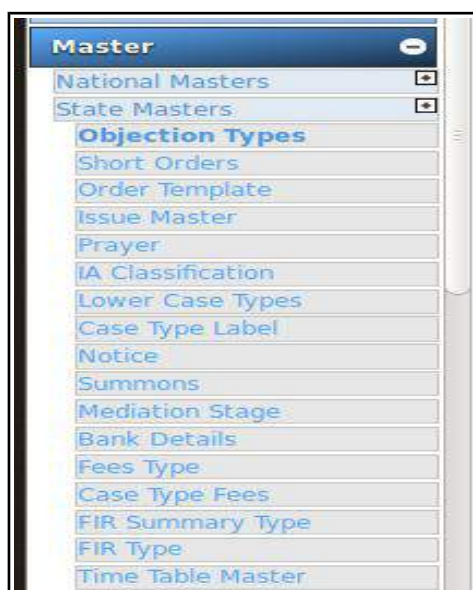 Master
National Masters
State Masters
Objection Types
Short Orders
Order Template
Issue Master
Prayer
IA Classification
Lower Case Types
Case Type Label
Notice
Summons
Mediation Stage
Bank Details
Fees Type
Case Type Fees
FIR Summary Type
FIR Type
Time Table Master